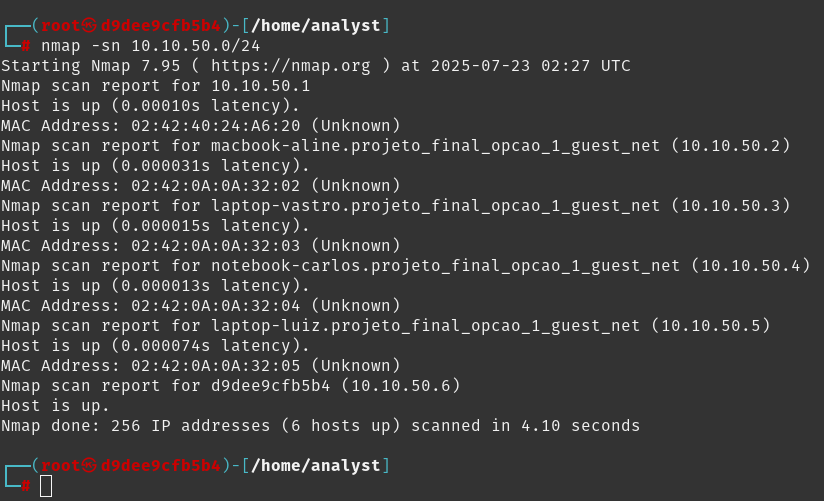 ┌──(root㉿d9dee9cfb5b4)-[/home/analyst]
└─# nmap -sn 10.10.50.0/24
Starting Nmap 7.95 ( https://nmap.org ) at 2025-07-23 02:27 UTC
Nmap scan report for 10.10.50.1
Host is up (0.00010s latency).
MAC Address: 02:42:40:24:A6:20 (Unknown)
Nmap scan report for macbook-aline.projeto_final_opcao_1_guest_net (10.10.50.2)
Host is up (0.000031s latency).
MAC Address: 02:42:0A:0A:32:02 (Unknown)
Nmap scan report for laptop-vastro.projeto_final_opcao_1_guest_net (10.10.50.3)
Host is up (0.000015s latency).
MAC Address: 02:42:0A:0A:32:03 (Unknown)
Nmap scan report for notebook-carlos.projeto_final_opcao_1_guest_net (10.10.50.4)
Host is up (0.000013s latency).
MAC Address: 02:42:0A:0A:32:04 (Unknown)
Nmap scan report for laptop-luiz.projeto_final_opcao_1_guest_net (10.10.50.5)
Host is up (0.000074s latency).
MAC Address: 02:42:0A:0A:32:05 (Unknown)
Nmap scan report for d9dee9cfb5b4 (10.10.50.6)
Host is up.
Nmap done: 256 IP addresses (6 hosts up) scanned in 4.10 seconds
┌──(root㉿d9dee9cfb5b4)-[/home/analyst]
└─#